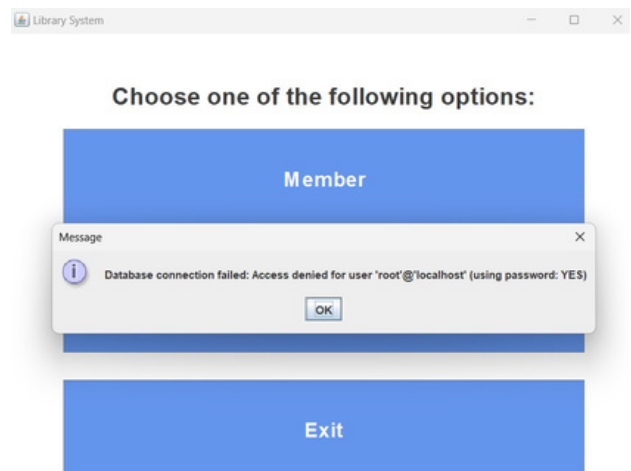 Library System
Choose one of the following options:
Member
Message
Database connection failed: Access denied for user 'root'@'localhost' (using password: YES)
OK
Exit